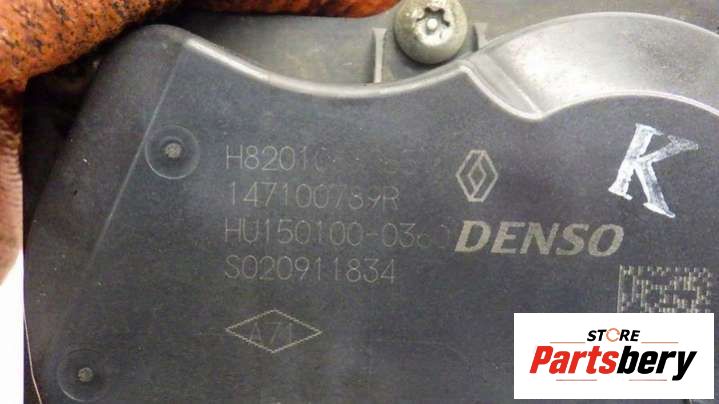 K
147100789R
DENSO
S020911834
A71
STORE
Partsbery